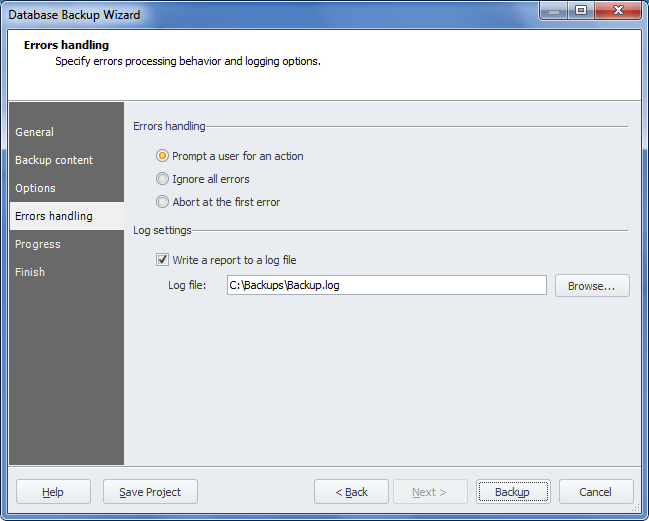 Database Backup Wizard
Errors handling
Specify errors processing behavior and logging options.
General
Backup content
Options
Errors handling
Progress
Finish
Errors handling
Prompt a user for an action
Ignore all errors
Abort at the first error
Log settings
Write a report to a log file
Log file: C:\Backups\Backup.log Browse...
Help Save Project < Back Next > Backup Cancel